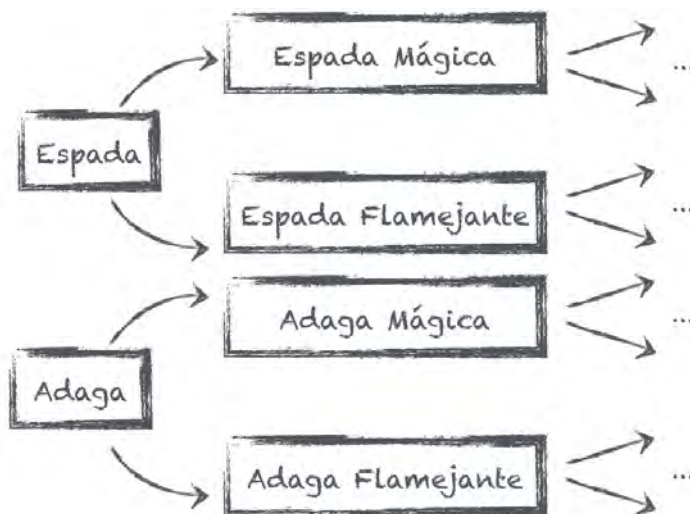 Espada Mágica
...
Espada
Espada Flamejante
...
Adaga Mágica
...
Adaga
Adaga Flamejante
...